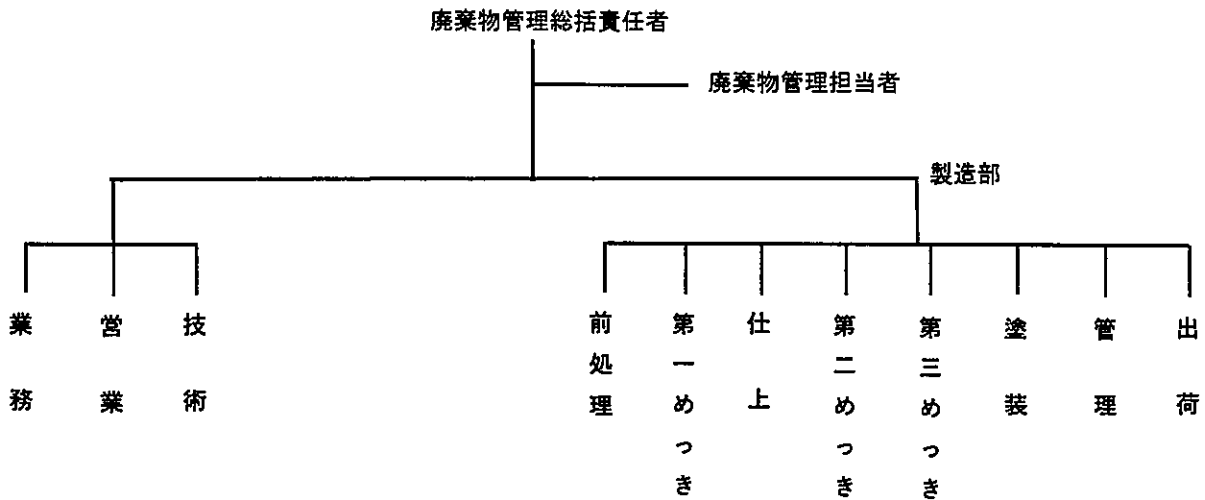 廃棄物管理総括責任者
廃棄物管理担当者
製造部
業務
営業
技術
前処理
第一めっき
仕上
第二めっき
第三めっき
塗装
管理
出荷